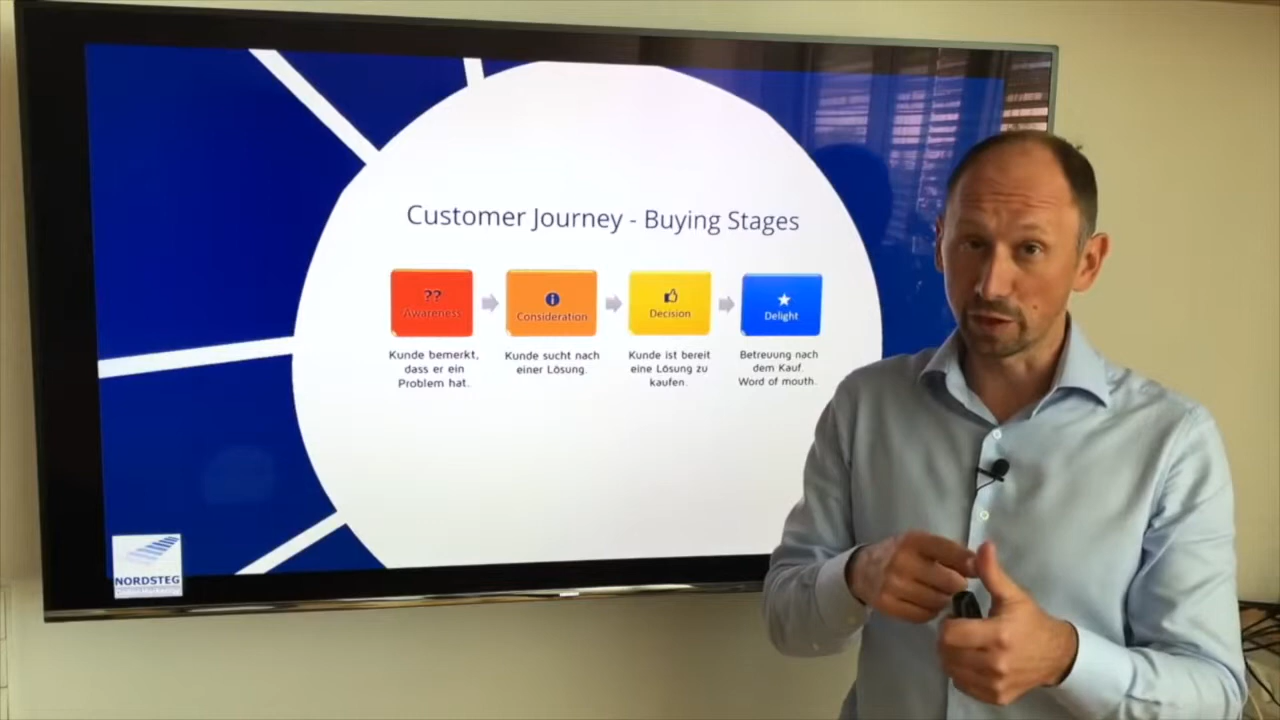 Customer Journey - Buying Stages
??
Awareness
Consideration
Decision
Delight
Kunde bemerkt,
dass er ein
Problem hat.
Kunde sucht nach
einer Lösung.
Kunde ist bereit
eine Lösung zu
kaufen.
Betreuung nach
dem Kauf.
Word of mouth.
NORDSTEG